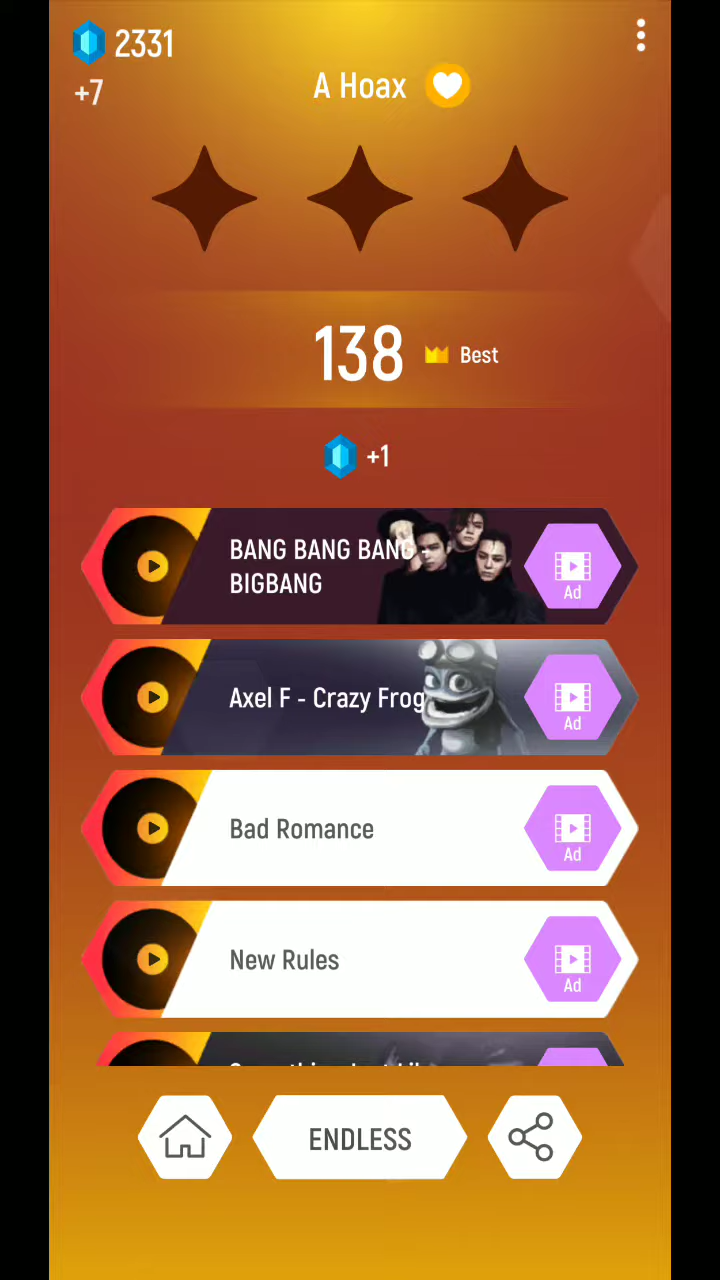 2331
+7
A Hoax
138
Best
+1
BANG BANG BANG -
BIGBANG
Ad
Axel F - Crazy Frog
Ad
Bad Romance
Ad
New Rules
Ad
ENDLESS